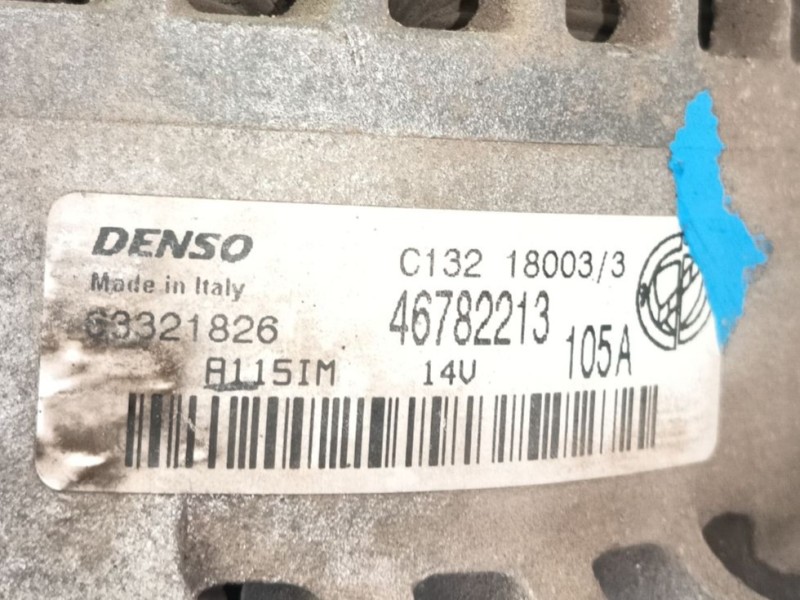 DENSO
C132 18003/3
Made in Italy
46782213
63321826
105A
A115IM
14V